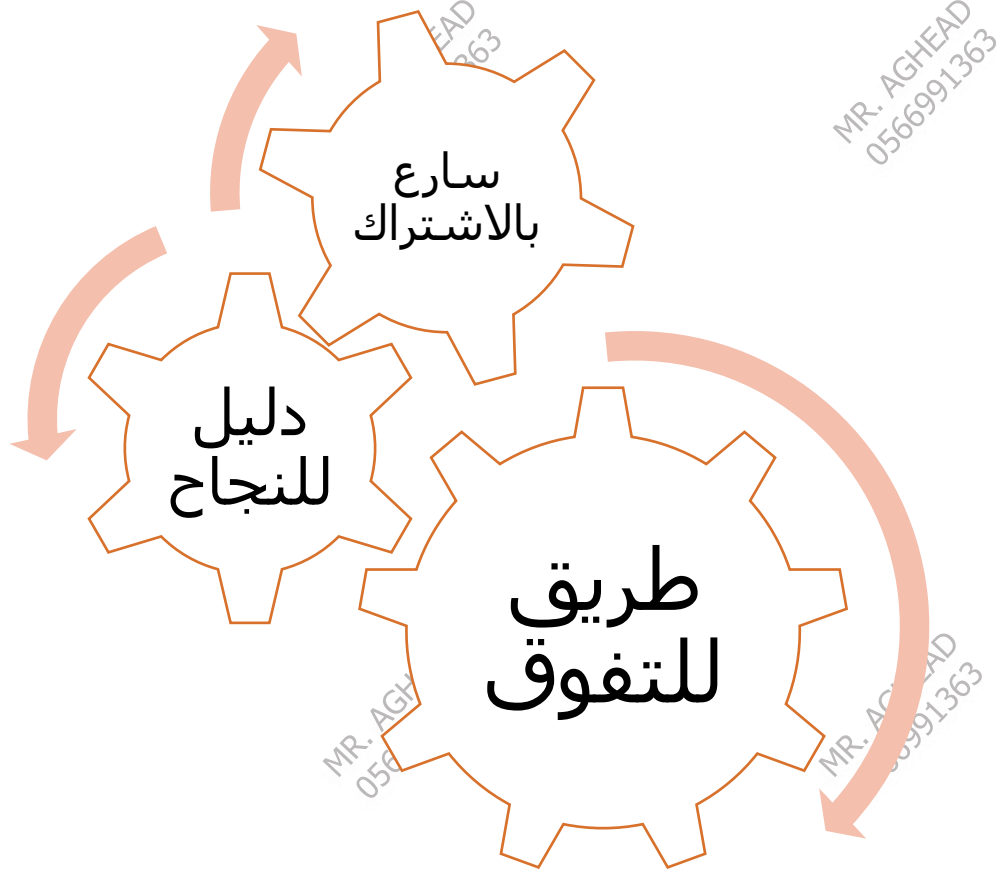 MR. AGHEAD
0566991363
سارع
بالاشتراك
دليل
للنجاح
طريق
للتفوق